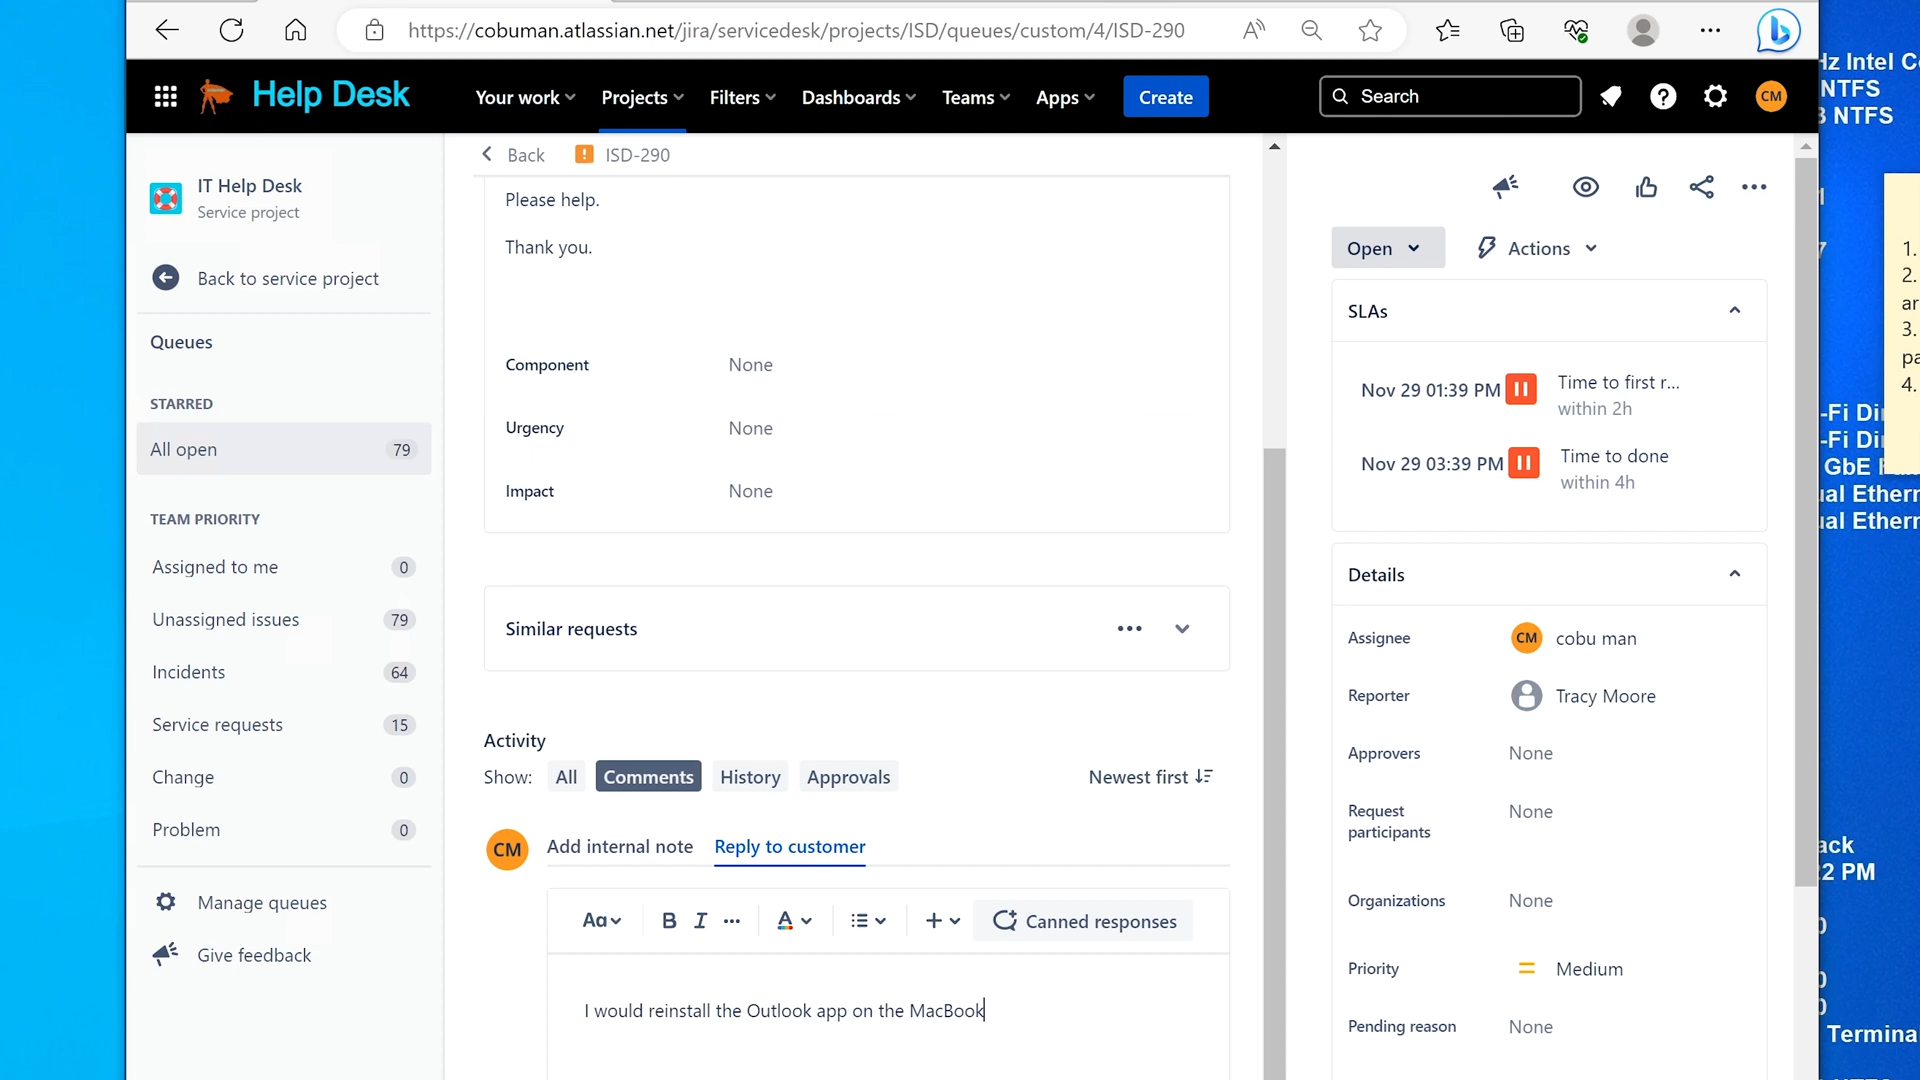 https://cobuman.atlassian.net/jira/servicedesk/projects/ISD/queues/custom/4/ISD-290
Help Desk
Your work
Projects
Filters
Dashboards
Teams
Apps
Create
Search
CM
IT Help Desk
Service project
Back to service project
Queues
STARRED
All open 79
TEAM PRIORITY
Assigned to me 0
Unassigned issues 79
Incidents 64
Service requests 15
Change 0
Problem 0
Manage queues
Give feedback
Back ISD-290
Please help.
Thank you.
Component None
Urgency None
Impact None
Similar requests
Activity
Show: All Comments History Approvals Newest first
CM Add internal note Reply to customer
Aa B I A Canned responses
I would reinstall the Outlook app on the MacBook
Open Actions
SLAs
Nov 29 01:39 PM Time to first r...
within 2h
Nov 29 03:39 PM Time to done
within 4h
Details
Assignee CM cobu man
Reporter Tracy Moore
Approvers None
Request
participants None
Organizations None
Priority Medium
Pending reason None
Hz Intel
NTFS
NTFS
1.
2.
ar
3.
pa
4.
-Fi
-Fi
GbE
ual Ethern
ual Ethern
2 PM
Termina